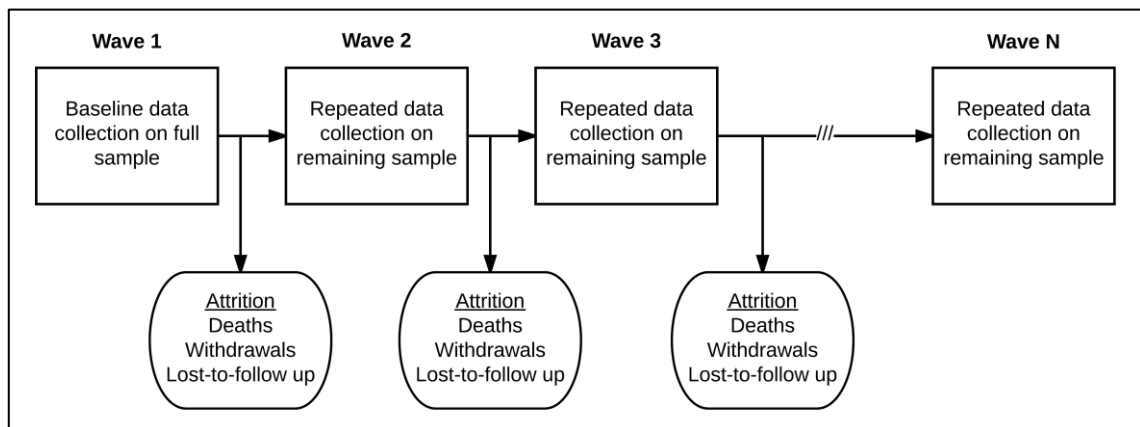 Wave 1
Wave 2
Wave 3
Wave N
Baseline data
collection on full
sample
Repeated data
collection on
remaining sample
Repeated data
collection on
remaining sample
///
Repeated data
collection on
remaining sample
Attrition
Deaths
Withdrawals
Lost-to-follow up
Attrition
Deaths
Withdrawals
Lost-to-follow up
Attrition
Deaths
Withdrawals
Lost-to-follow up